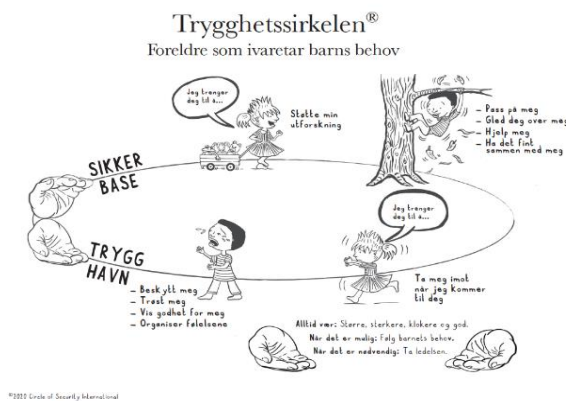 Trygghetssirkelen®
Foreldre som ivaretar barns behov
Jeg trenger
deg til å...
Støtte min
utforskning
- Pass på meg
- Gled deg over meg
- Hjelp meg
- Ha det fint
sammen med meg
SIKKER
BASE
TRYGG
HAVN
- Beskytt meg
- Trøst meg
- Vis godhet for meg
- Organiser følelsene
Jeg trenger
deg til å...
Ta meg imot
når jeg kommer
til deg
Alltid vær: Større, sterkere, klokere og god.
Når det er mulig: Følg barnets behov.
Når det er nødvendig: Ta ledelsen.
©2020 Circle of Security International